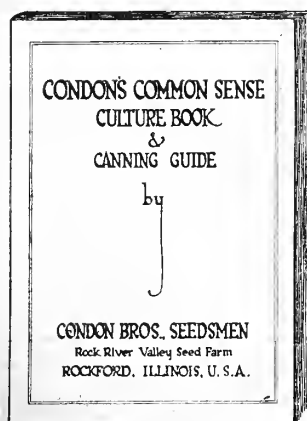 CONDON'S COMMON SENSE
CULTURE BOOK
&
CANNING GUIDE
by
CONDON BROS., SEEDSMEN
Rock River Valley Seed Farm
ROCKFORD, ILLINOIS, U. S. A.